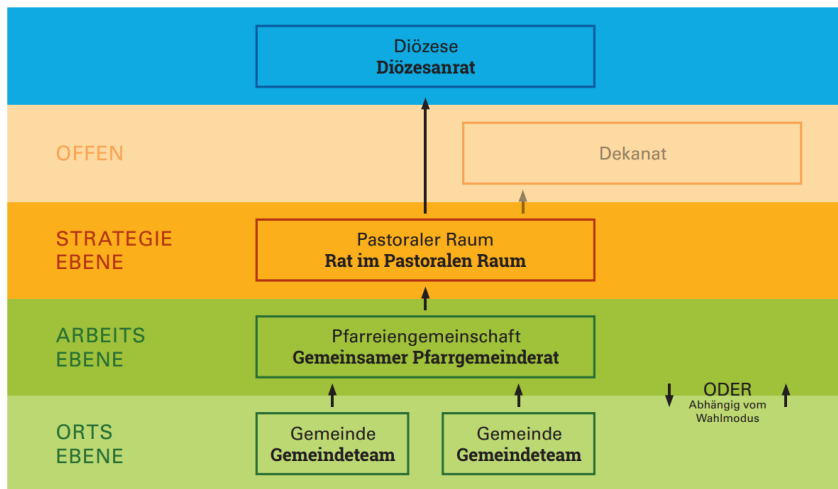 Diözese
Diözesanrat
OFFEN
Dekanat
STRATEGIE
EBENE
Pastoraler Raum
Rat im Pastoralen Raum
ARBEITS
EBENE
Pfarreiengemeinschaft
Gemeinsamer Pfarrgemeinderat
ODER
Abhängig vom
Wahlmodus
ORTS
EBENE
Gemeinde
Gemeindeteam
Gemeinde
Gemeindeteam